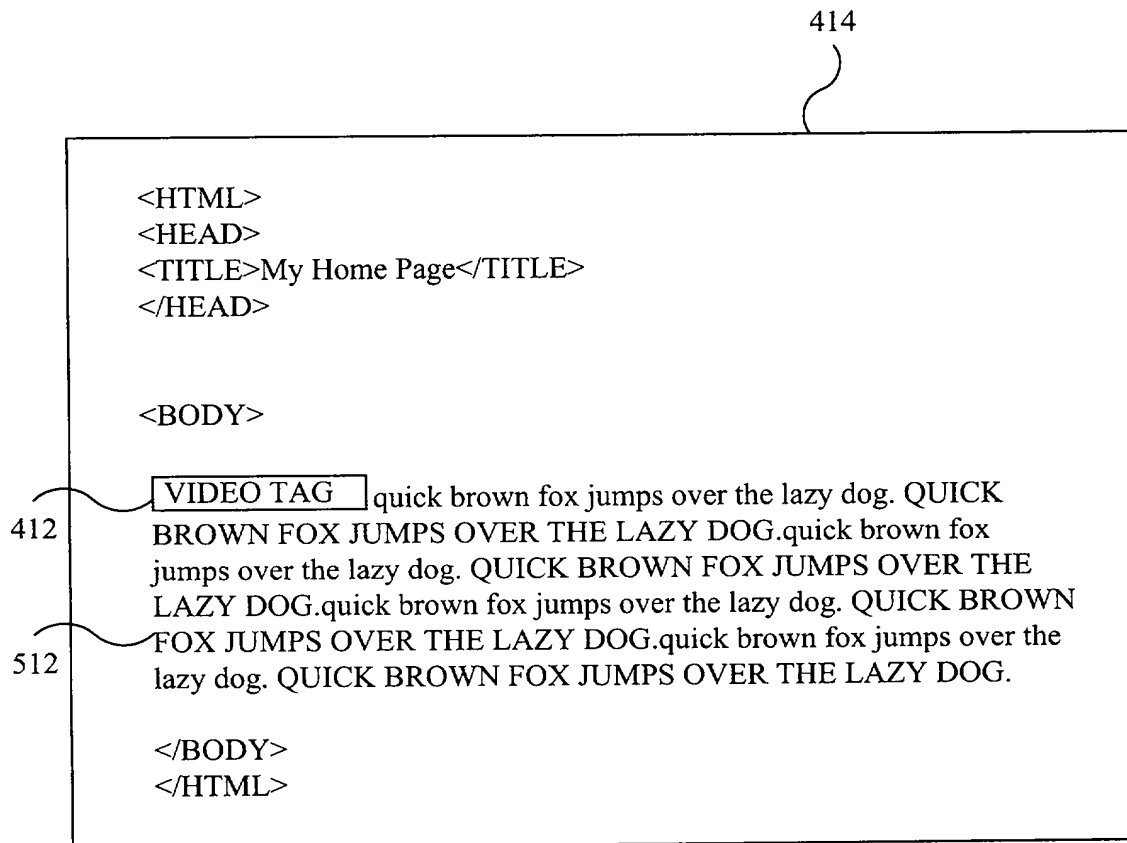 414
<HTML>
<HEAD>
<TITLE>My Home Page</TITLE>
</HEAD>
<BODY>
VIDEO TAG quick brown fox jumps over the lazy dog. QUICK
412
BROWN FOX JUMPS OVER THE LAZY DOG.quick brown fox
jumps over the lazy dog. QUICK BROWN FOX JUMPS OVER THE
LAZY DOG.quick brown fox jumps over the lazy dog. QUICK BROWN
FOX JUMPS OVER THE LAZY DOG.quick brown fox jumps over the
512
lazy dog. QUICK BROWN FOX JUMPS OVER THE LAZY DOG.
</BODY>
</HTML>